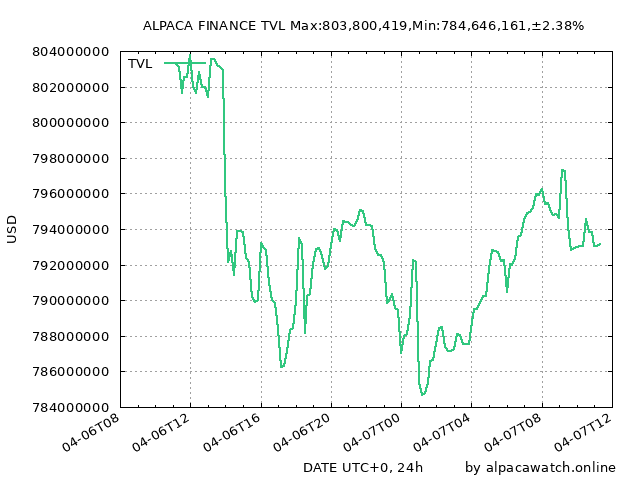 ALPACA FINANCE TVL Max:803,800,419,Min:784,646,161,±2.38%
TVL
804000000
802000000
800000000
798000000
796000000
794000000
792000000
790000000
788000000
786000000
784000000
USD
04-06T08
04-06T12
04-06T16
04-06T20
04-07T00
04-07T04
04-07T08
04-07T12
DATE UTC+0, 24h
by alpacawatch.online